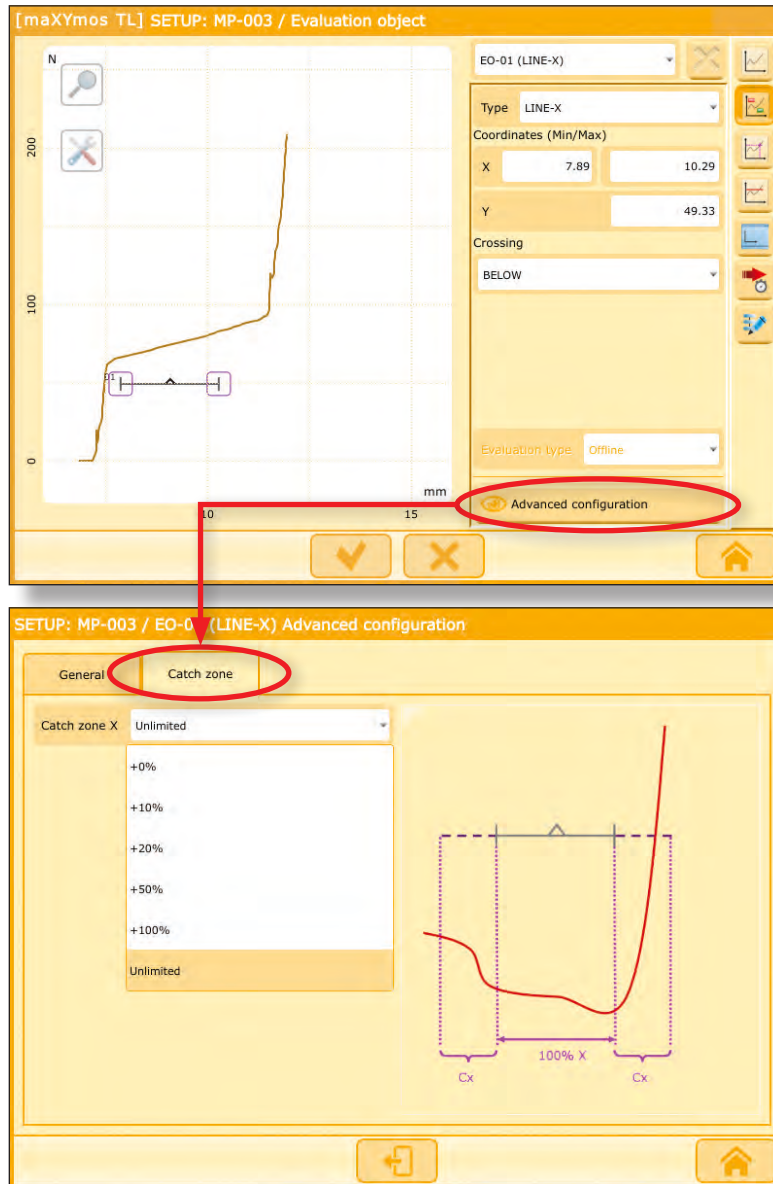 [maXYmos TL] SETUP: MP-003 / Evaluation object
N
200
100
0
10
15
mm
01
EO-01 (LINE-X)
Type LINE-X
Coordinates (Min/Max)
X 7.89 10.29
Y 49.33
Crossing
BELOW
Evaluation type Offline
Advanced configuration
SETUP: MP-003 / EO-0 (LINE-X) Advanced configuration
General Catch zone
Catch zone X Unlimited
+0%
+10%
+20%
+50%
+100%
Unlimited
100% X
Cx Cx